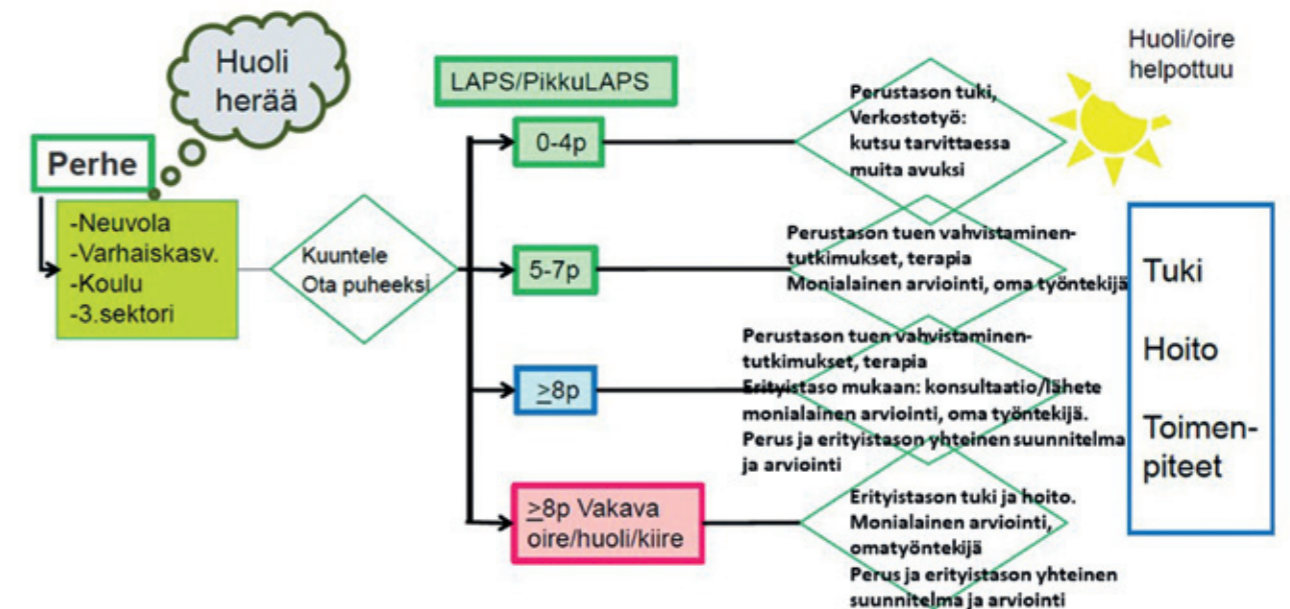 Huoli
herää
Perhe
-Neuvola
-Varhaiskasv.
-Koulu
-3.sektori
Kuuntele
Ota puheeksi
LAPS/PikkuLAPS
0-4p
Perustason tuki,
Verkostotyö:
kutsu tarvittaessa
muita avuksi
Huoli/oire
helpottuu
5-7p
Perustason tuen vahvistaminen-
tutkimukset, terapia
Monialainen arviointi, oma työntekijä
≥8p
Perustason tuen vahvistaminen-
tutkimukset, terapia
Erityistaso mukaan: konsultaatio/lähete
monialainen arviointi, oma työntekijä.
Perus ja erityistason yhteinen suunnitelma
ja arviointi
≥8p Vakava
oire/huoli/kiire
Erityistason tuki ja hoito.
Monialainen arviointi,
omatyöntekijä
Perus ja erityistason yhteinen
suunnitelma ja arviointi
Tuki
Hoito
Toimen-
piteet